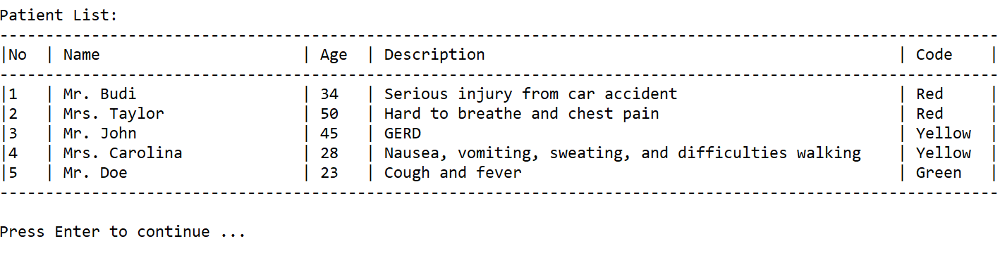 Patient List:
-------------------------------------------------------------------------------------------------------------
|No  | Name                      | Age  | Description                                             | Code    |
-------------------------------------------------------------------------------------------------------------
|1   | Mr. Budi                  | 34   | Serious injury from car accident                        | Red     |
|2   | Mrs. Taylor               | 50   | Hard to breathe and chest pain                          | Red     |
|3   | Mr. John                  | 45   | GERD                                                    | Yellow  |
|4   | Mrs. Carolina             | 28   | Nausea, vomiting, sweating, and difficulties walking    | Yellow  |
|5   | Mr. Doe                   | 23   | Cough and fever                                         | Green   |
-------------------------------------------------------------------------------------------------------------
Press Enter to continue ...